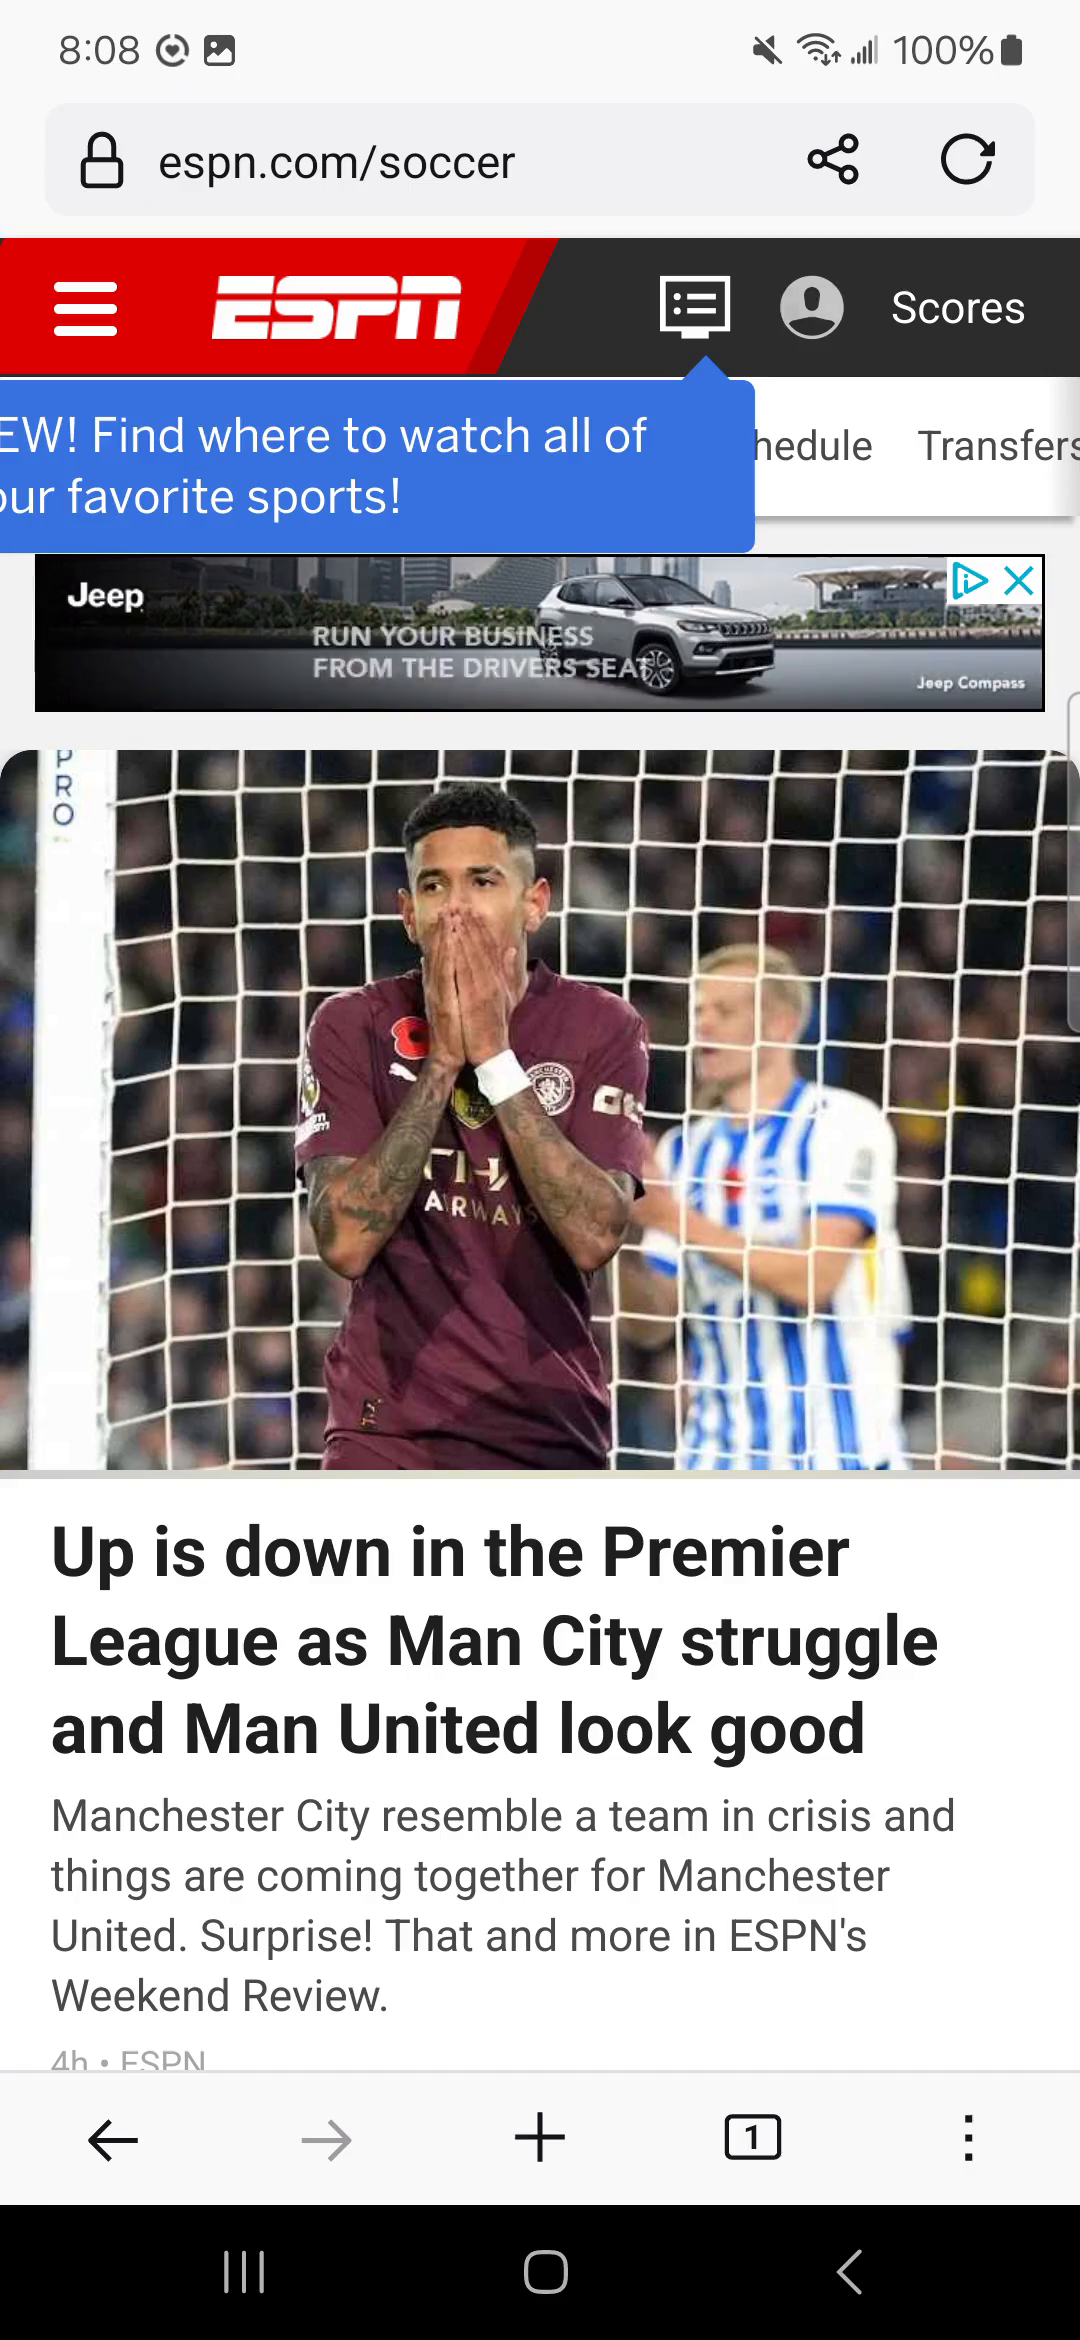 8:08
100%
espn.com/soccer
ESPN
Scores
EW! Find where to watch all of
our favorite sports!
hedule
Transfers
Jeep
RUN YOUR BUSINESS
FROM THE DRIVERS SEAT
Jeep Compass
PRO
AIRWAYS
Up is down in the Premier
League as Man City struggle
and Man United look good
Manchester City resemble a team in crisis and
things are coming together for Manchester
United. Surprise! That and more in ESPN's
Weekend Review.
4h • ESPN
1